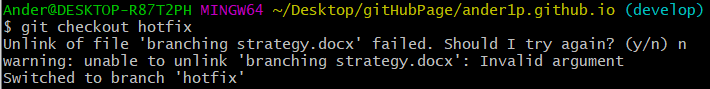 Ander@DESKTOP-R87T2PH MINGW64 ~/Desktop/gitHubPage/ander1p.github.io (develop)
$ git checkout hotfix
Unlink of file 'branching strategy.docx' failed. Should I try again? (y/n) n
warning: unable to unlink 'branching strategy.docx': Invalid argument
Switched to branch 'hotfix'